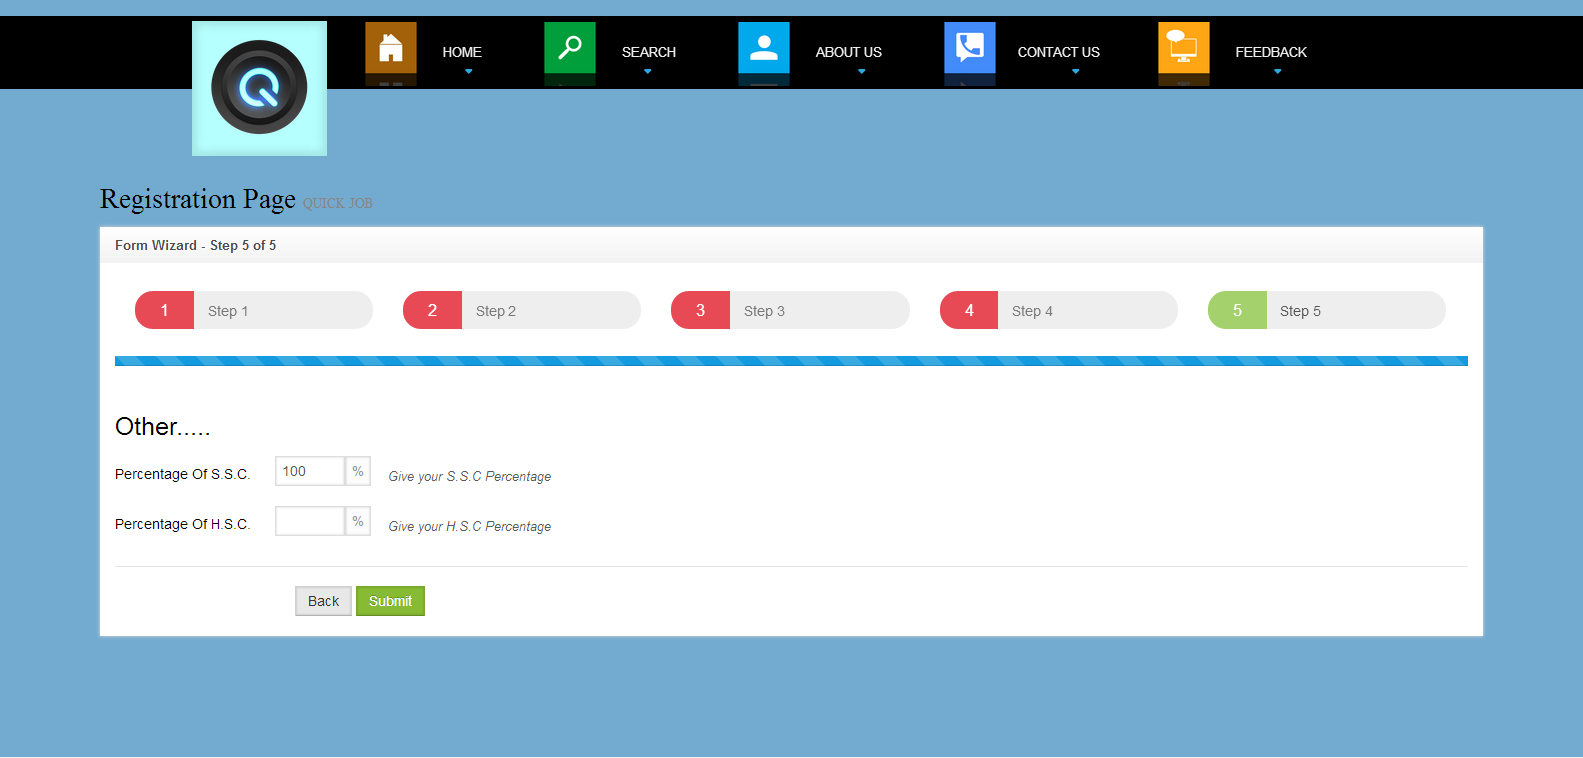 HOME SEARCH ABOUT US CONTACT US FEEDBACK
Registration Page QUICK JOB
Form Wizard - Step 5 of 5
1 Step 1 2 Step 2 3 Step 3 4 Step 4 5 Step 5
Other.....
Percentage Of S.S.C. 100 % Give your S.S.C Percentage
Percentage Of H.S.C. % Give your H.S.C Percentage
Back Submit